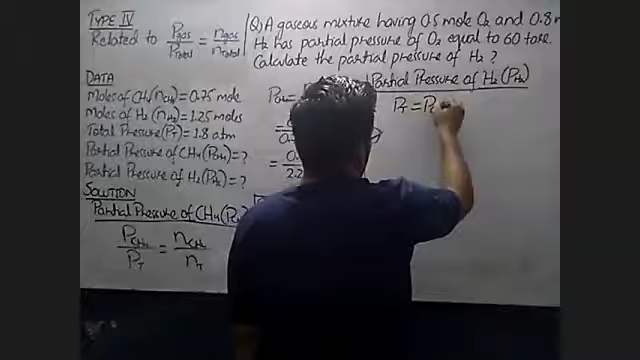 TYPE IV
Related to Pgas/PTotal = ngas/nTotal
Q) A gaseous mixture having 0.5 mole O2 and 0.8 m
H2 has partial pressure of O2 equal to 60 torr.
Calculate the partial pressure of H2 ?
DATA
Moles of CH4 (nCH4) = 0.75 mole
Moles of H2 (nH2) = 1.25 moles
Total Pressure (PT) = 1.8 atm
Partial Pressure of CH4 (PCH4) = ?
Partial Pressure of H2 (PH2) = ?
SOLUTION
Partial Pressure of CH4
PCH4/PT = nCH4/nT
Partial Pressure of H2 (PH2)
PT = P